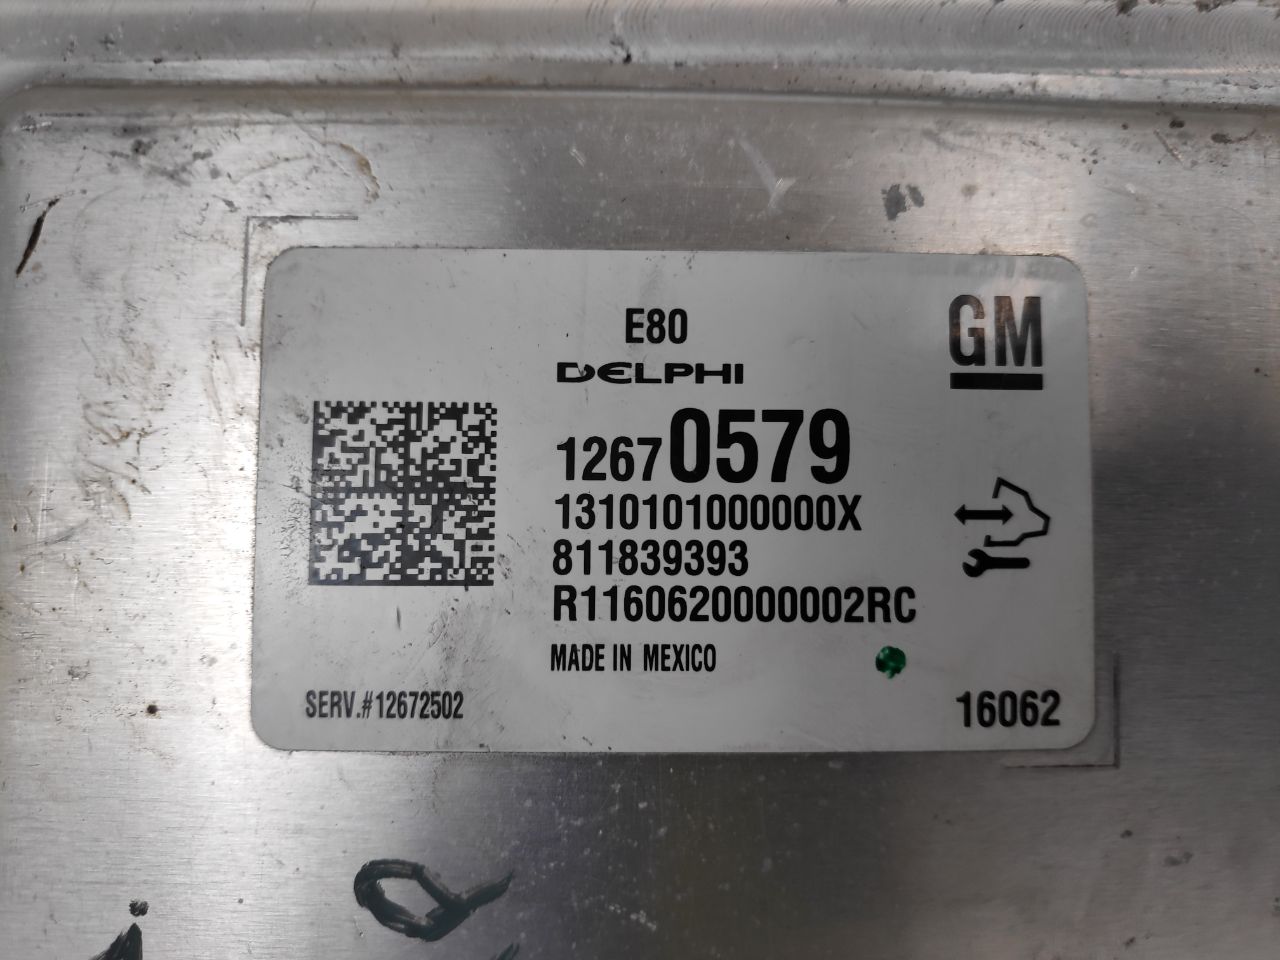 E80
DELPHI
GM
12670579
1310101000000X
811839393
R1160620000002RC
MADE IN MEXICO
SERV.#12672502
16062